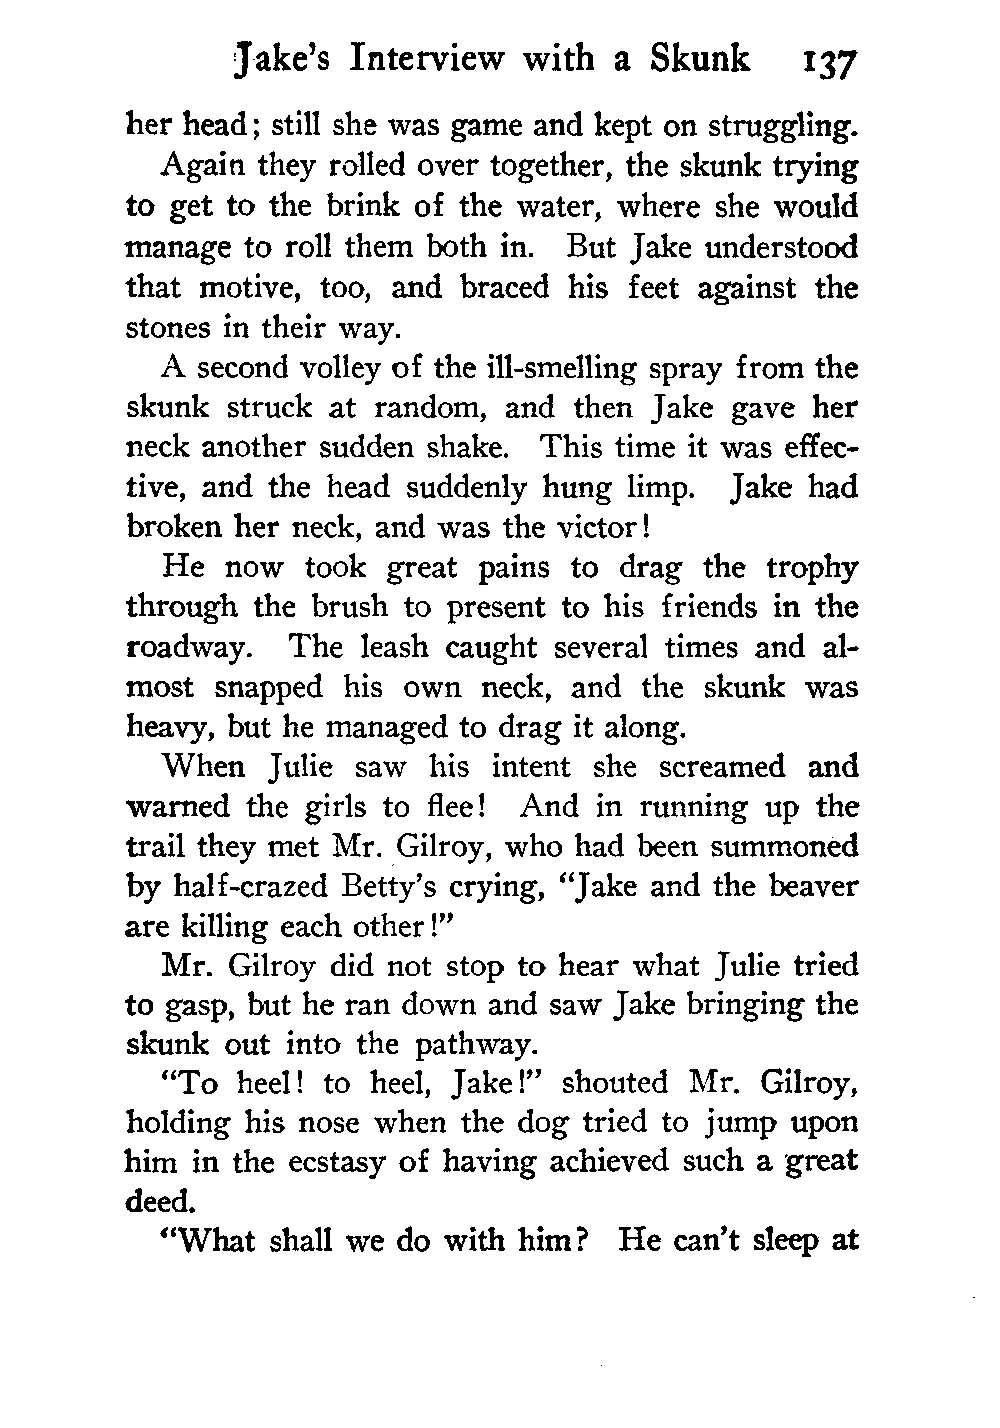 Jake's Interview with a Skunk 137
her head; still she was game and kept on struggling.
Again they rolled over together, the skunk trying
to get to the brink of the water, where she would
manage to roll them both in. But Jake understood
that motive, too, and braced his feet against the
stones in their way.
A second volley of the ill-smelling spray from the
skunk struck at random, and then Jake gave her
neck another sudden shake. This time it was effec-
tive, and the head suddenly hung limp. Jake had
broken her neck, and was the victor!
He now took great pains to drag the trophy
through the brush to present to his friends in the
roadway. The leash caught several times and al-
most snapped his own neck, and the skunk was
heavy, but he managed to drag it along.
When Julie saw his intent she screamed and
warned the girls to flee! And in running up the
trail they met Mr. Gilroy, who had been summoned
by half-crazed Betty's crying, "Jake and the beaver
are killing each other!"
Mr. Gilroy did not stop to hear what Julie tried
to gasp, but he ran down and saw Jake bringing the
skunk out into the pathway.
"To heel! to heel, Jake!" shouted Mr. Gilroy,
holding his nose when the dog tried to jump upon
him in the ecstasy of having achieved such a great
deed.
"What shall we do with him? He can't sleep at